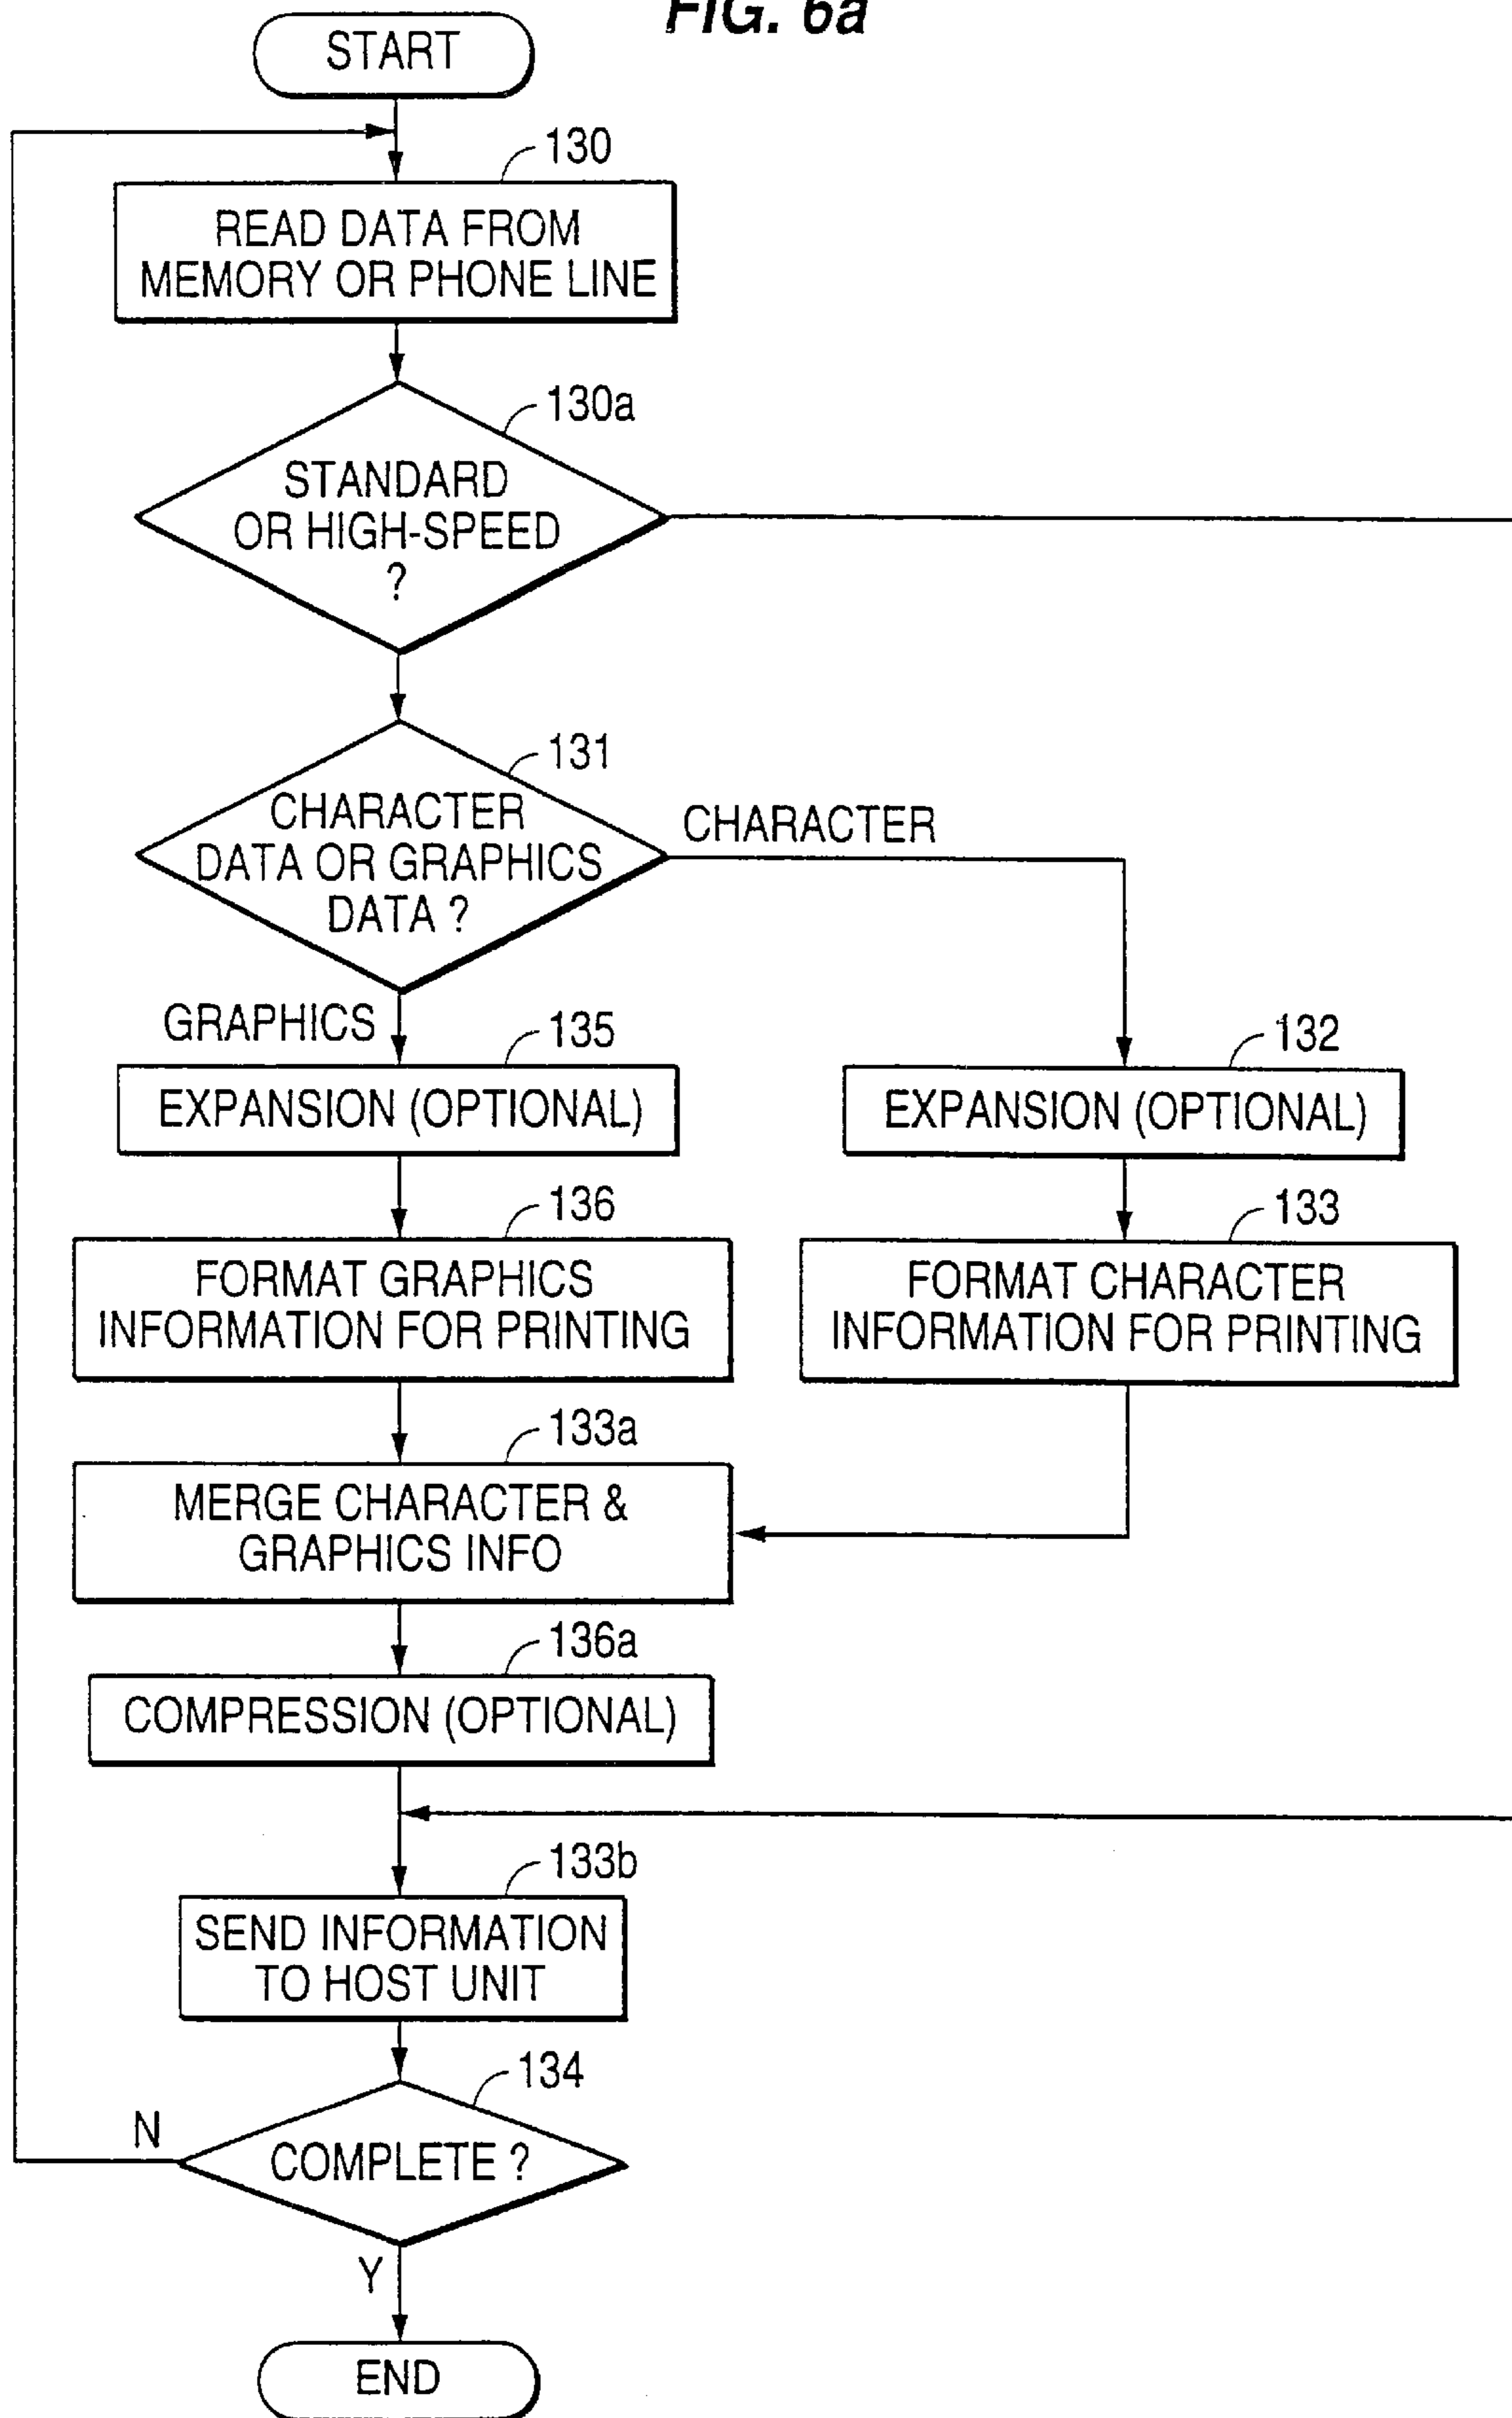 FIG. 6a
START
130
READ DATA FROM
MEMORY OR PHONE LINE
130a
STANDARD
OR HIGH-SPEED
?
131
CHARACTER
DATA OR GRAPHICS
DATA ?
CHARACTER
GRAPHICS
135
EXPANSION (OPTIONAL)
132
EXPANSION (OPTIONAL)
136
FORMAT GRAPHICS
INFORMATION FOR PRINTING
133
FORMAT CHARACTER
INFORMATION FOR PRINTING
133a
MERGE CHARACTER &
GRAPHICS INFO
136a
COMPRESSION (OPTIONAL)
133b
SEND INFORMATION
TO HOST UNIT
134
COMPLETE ?
N
Y
END